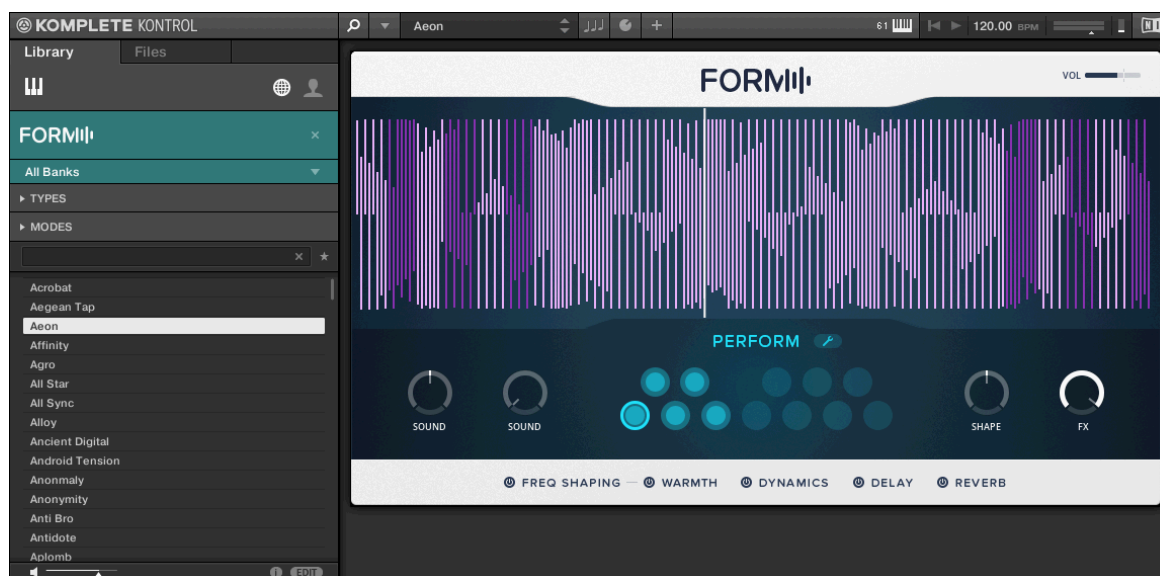 KOMPLETE KONTROL
Aeon
61
120.00 BPM
Library
Files
FORM
All Banks
TYPES
MODES
Acrobat
Aegean Tap
Aeon
Affinity
Agro
All Star
All Sync
Alloy
Ancient Digital
Android Tension
Anonmaly
Anonymity
Anti Bro
Antidote
Aplomb
EDIT
FORM
VOL
PERFORM
SOUND
SOUND
SHAPE
FX
FREQ SHAPING
WARMTH
DYNAMICS
DELAY
REVERB